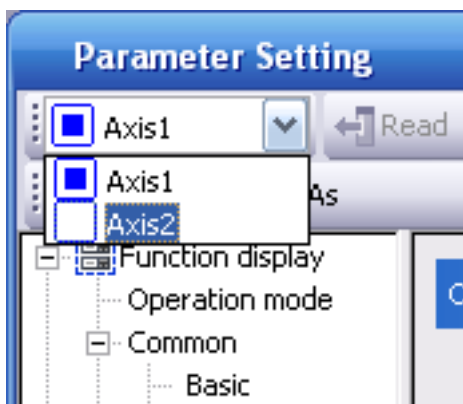 Parameter Setting
Axis1 Read
Axis1
As
Axis2
Function display
Operation mode
Common
Basic